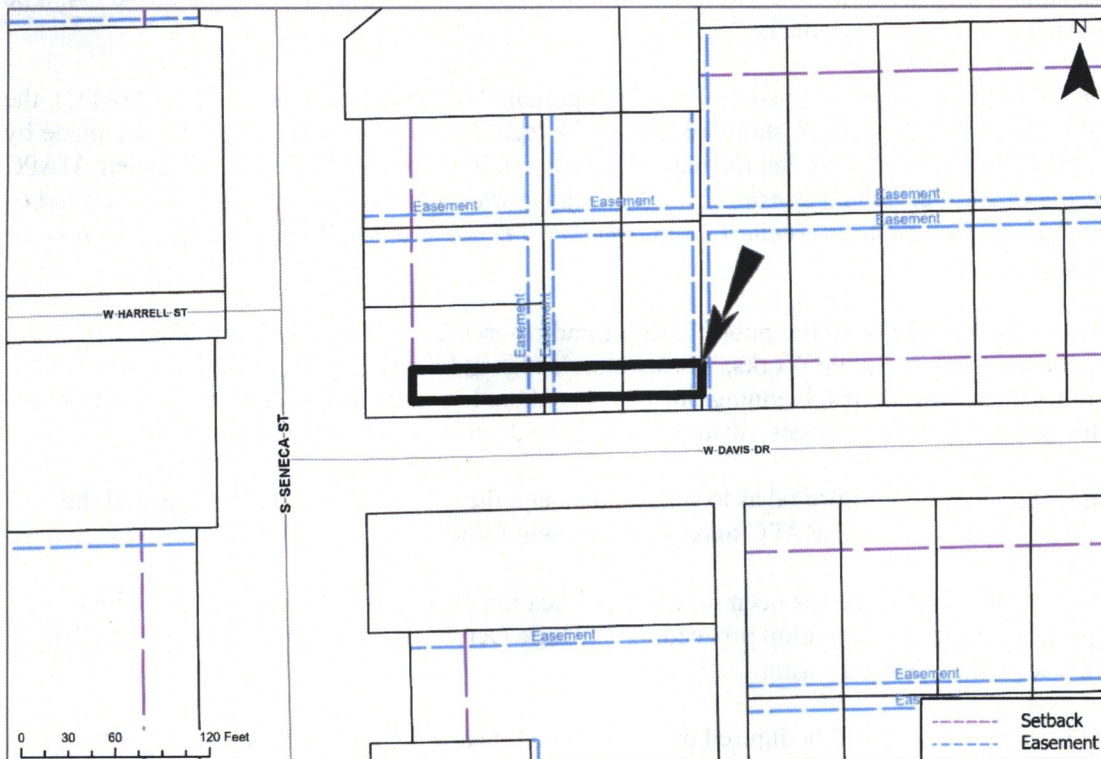 N
Easement
Easement
Easement
Easement
Easement
Easement
W HARRELL ST
S SENECA ST
W DAVIS DR
Easement
Easement
0 30 60 120 Feet
Setback
Easement